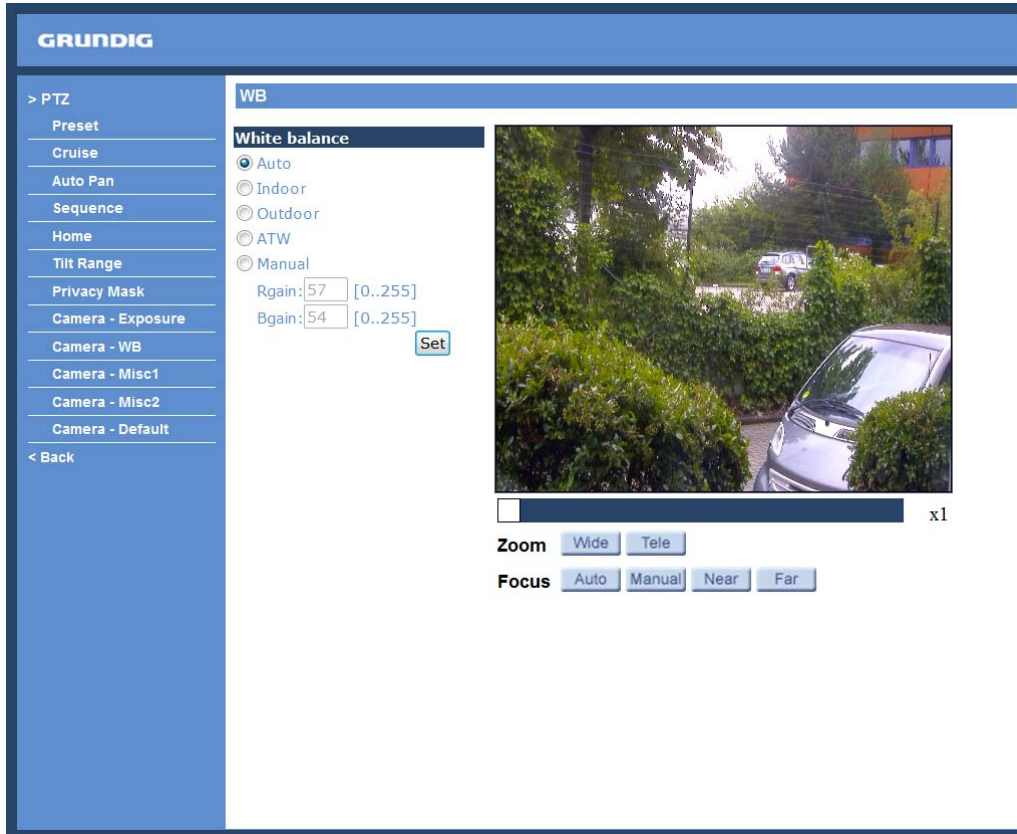 GRUNDIG
> PTZ
Preset
Cruise
Auto Pan
Sequence
Home
Tilt Range
Privacy Mask
Camera - Exposure
Camera - WB
Camera - Misc1
Camera - Misc2
Camera - Default
< Back
WB
White balance
Auto
Indoor
Outdoor
ATW
Manual
Rgain: 57 [0..255]
Bgain: 54 [0..255]
Set
x1
Zoom Wide Tele
Focus Auto Manual Near Far